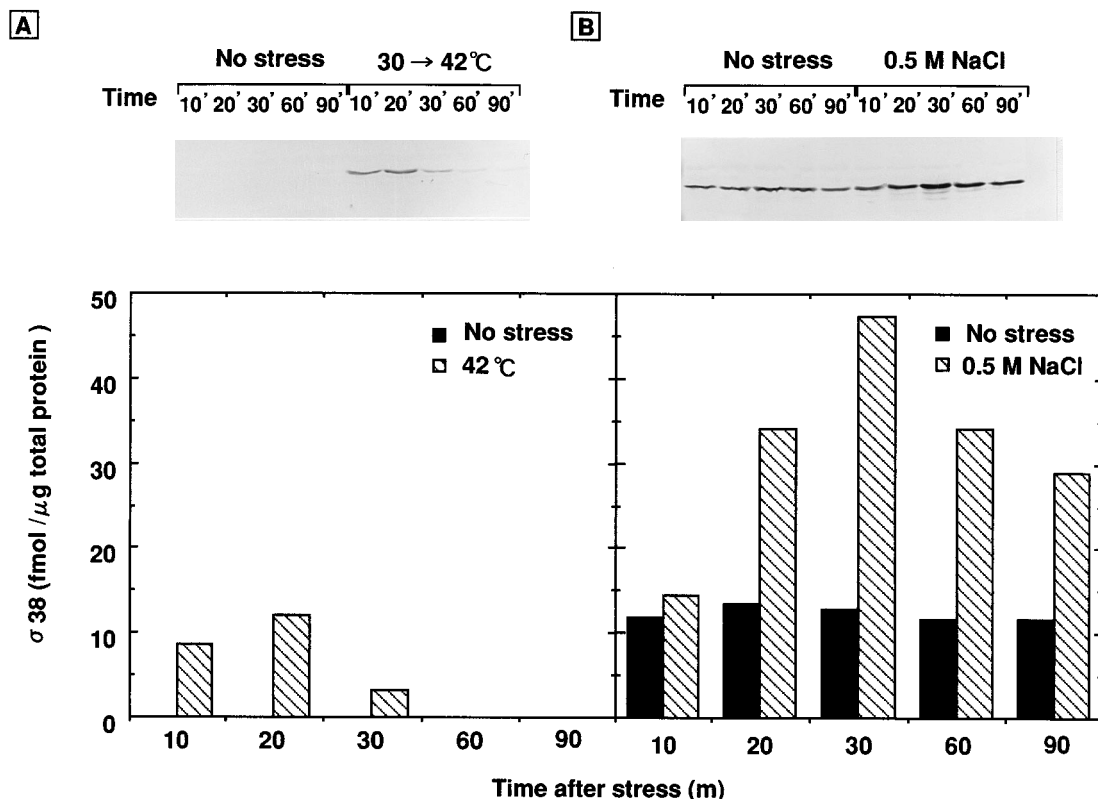 A
No stress 30 → 42℃
Time 10' 20' 30' 60' 90' 10' 20' 30' 60' 90'
B
No stress 0.5 M NaCl
Time 10' 20' 30' 60' 90' 10' 20' 30' 60' 90'
σ 38 (fmol /μg total protein)
50
40
30
20
10
0
No stress
42℃
No stress
0.5 M NaCl
10 20 30 60 90 10 20 30 60 90
Time after stress (m)